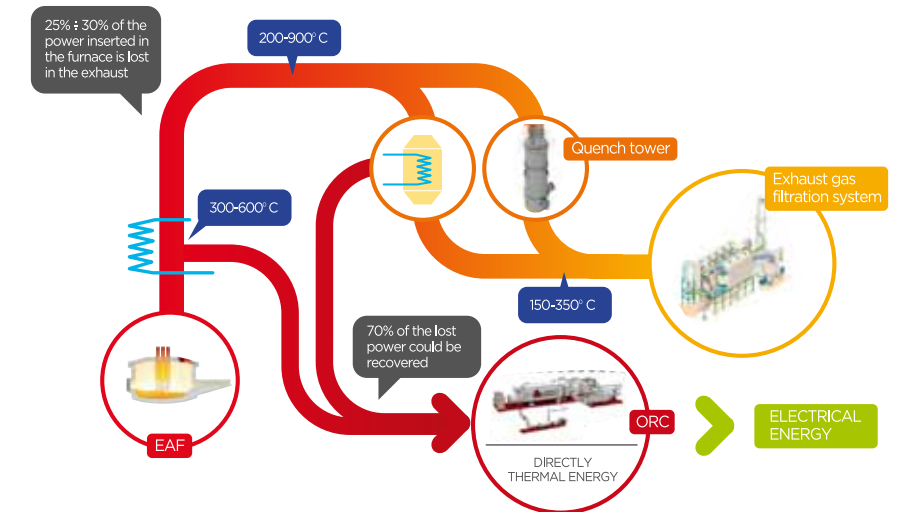 25% ÷ 30% of the
power inserted in
the furnace is lost
in the exhaust
200-900° C
Quench tower
Exhaust gas
filtration system
300-600° C
150-350° C
70% of the lost
power could be
recovered
EAF
ORC
DIRECTLY
THERMAL ENERGY
ELECTRICAL
ENERGY